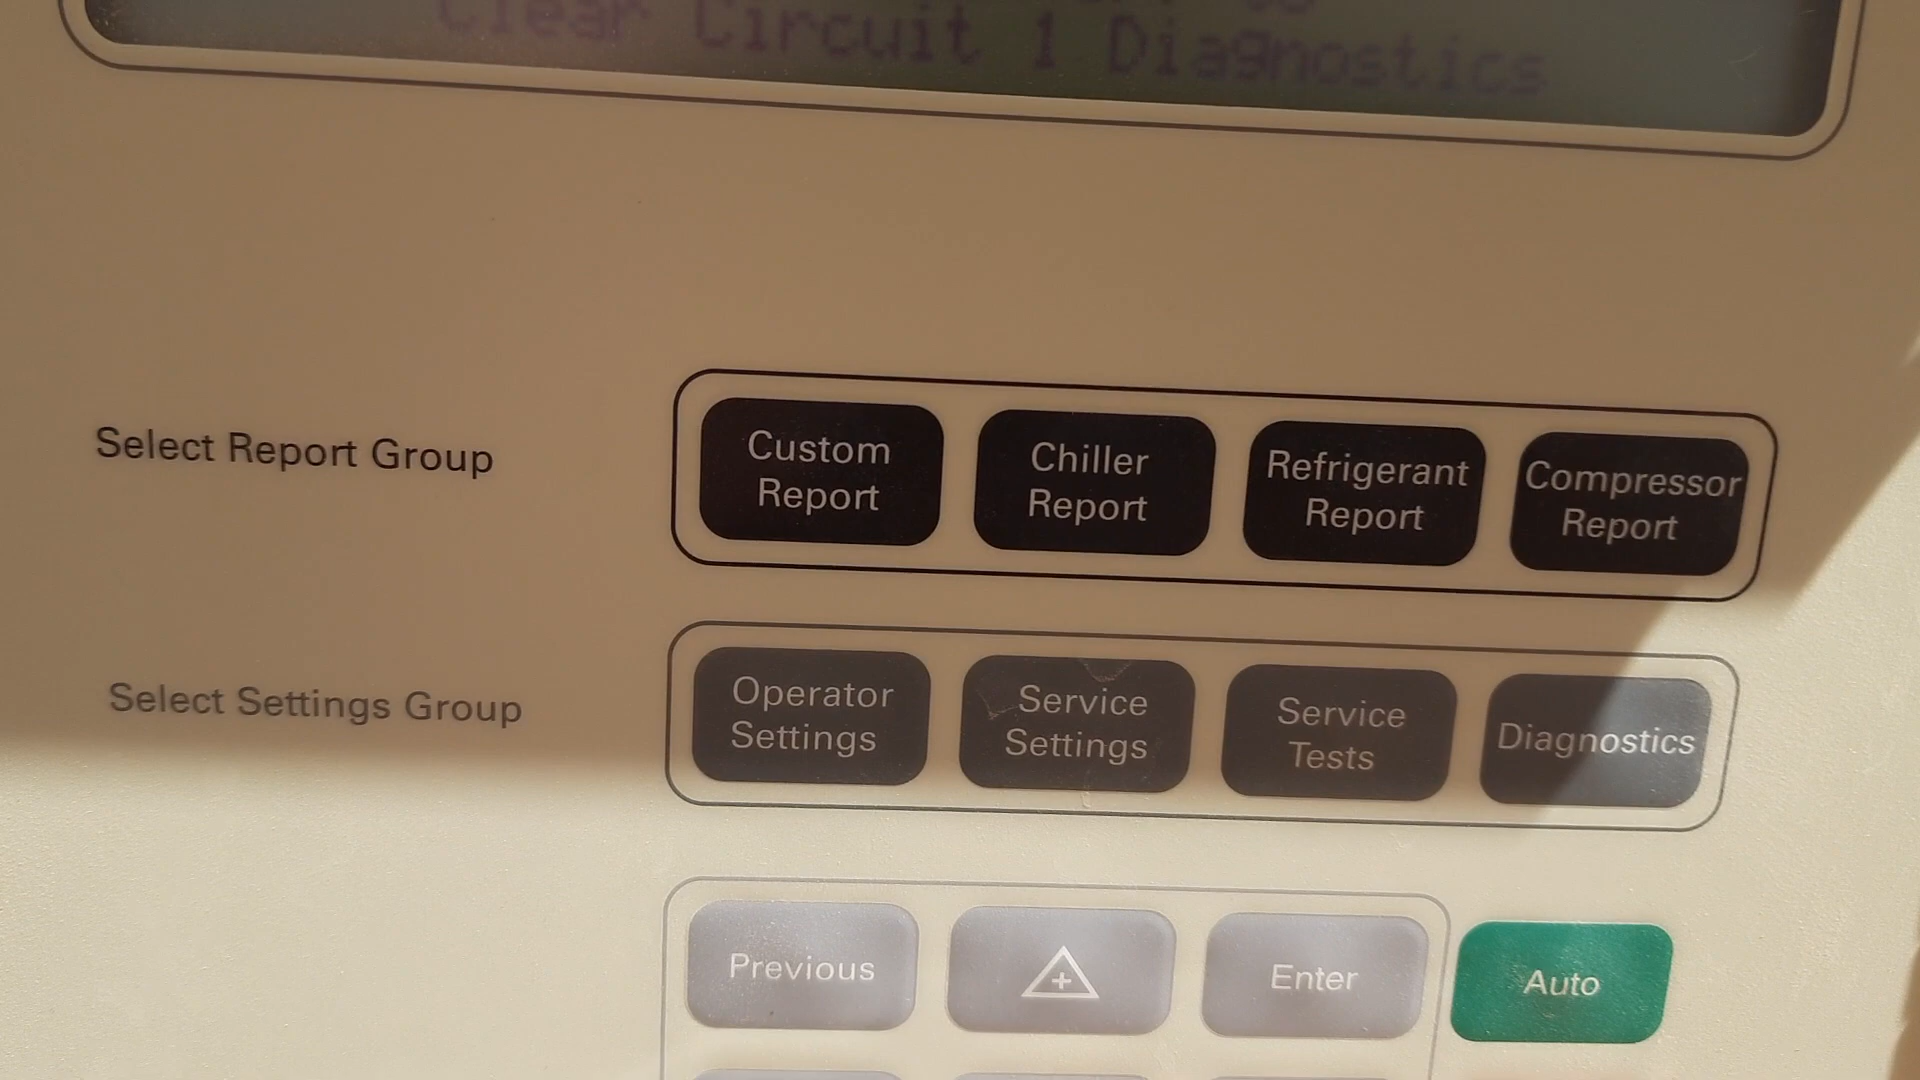 Clear Circuit 1 Diagnostics
Select Report Group
Custom
Report
Chiller
Report
Refrigerant
Report
Compressor
Report
Select Settings Group
Operator
Settings
Service
Settings
Service
Tests
Diagnostics
Previous
+
Enter
Auto